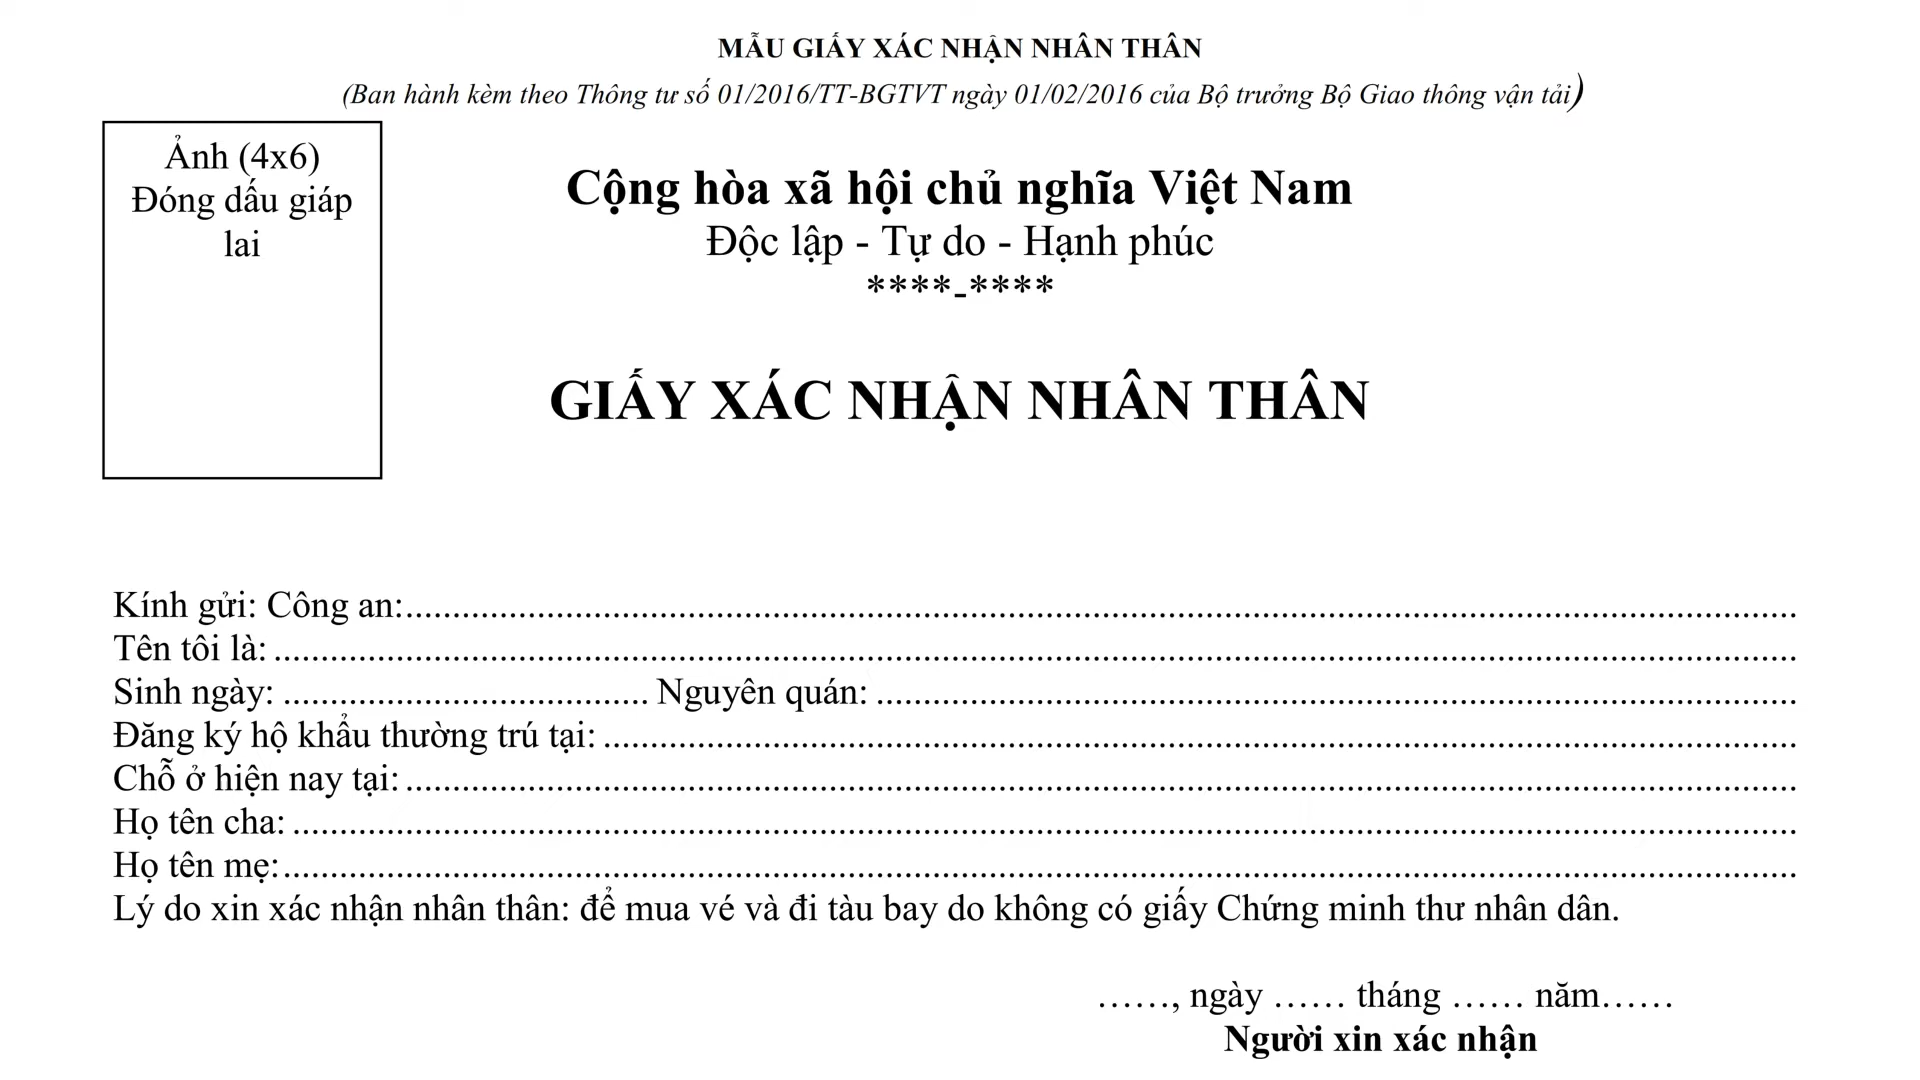 MẪU GIẤY XÁC NHẬN NHÂN THÂN
(Ban hành kèm theo Thông tư số 01/2016/TT-BGTVT ngày 01/02/2016 của Bộ trưởng Bộ Giao thông vận tải)
Ảnh (4x6)
Đóng dấu giáp
lai
Cộng hòa xã hội chủ nghĩa Việt Nam
Độc lập - Tự do - Hạnh phúc
****-****
GIẤY XÁC NHẬN NHÂN THÂN
Kính gửi: Công an:................................................................
Tên tôi là: ................................................................
Sinh ngày: ....................................... Nguyên quán: ................................................................
Đăng ký hộ khẩu thường trú tại: ................................................................
Chỗ ở hiện nay tại: ................................................................
Họ tên cha: ................................................................
Họ tên mẹ:................................................................
Lý do xin xác nhận nhân thân: để mua vé và đi tàu bay do không có giấy Chứng minh thư nhân dân.
……, ngày …… tháng …… năm……
Người xin xác nhận